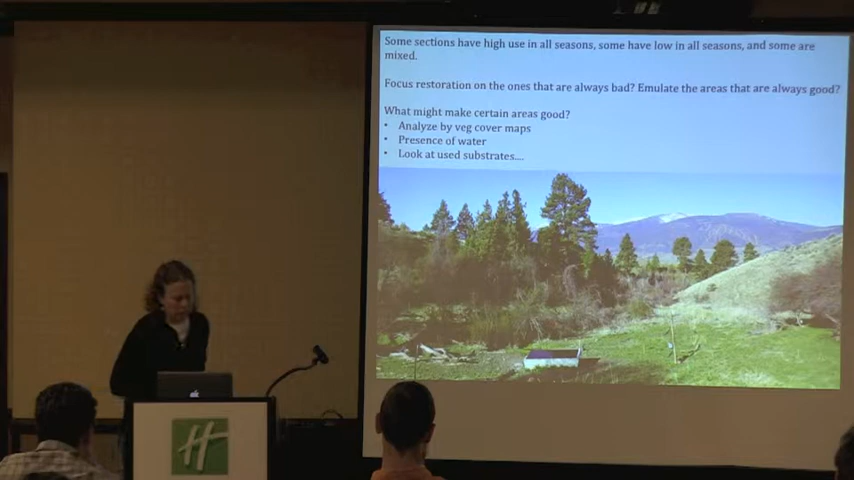 Some sections have high use in all seasons, some have low in all seasons, and some are
mixed.
Focus restoration on the ones that are always bad? Emulate the areas that are always good?
What might make certain areas good?
• Analyze by veg cover maps
• Presence of water
• Look at used substrates....
H